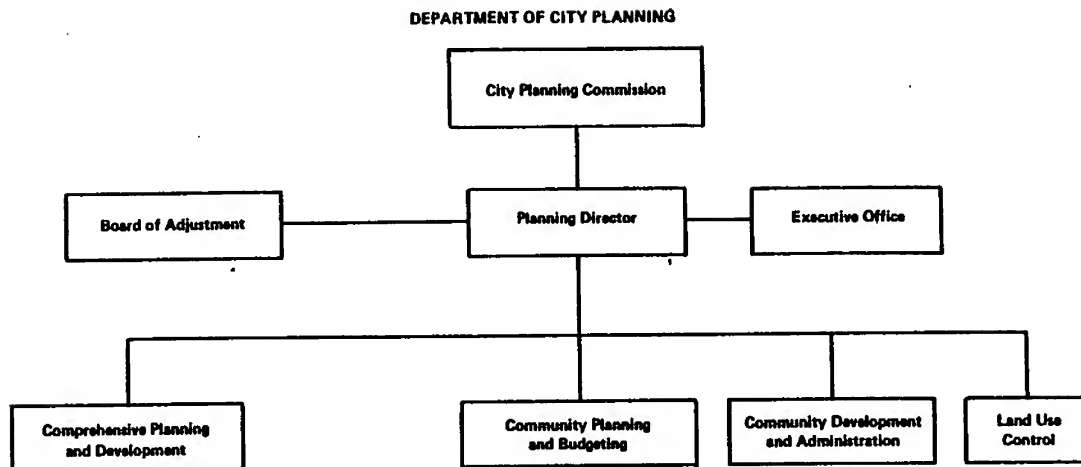 DEPARTMENT OF CITY PLANNING
City Planning Commission
Board of Adjustment
Planning Director
Executive Office
Comprehensive Planning
and Development
Community Planning
and Budgeting
Community Development
and Administration
Land Use
Control